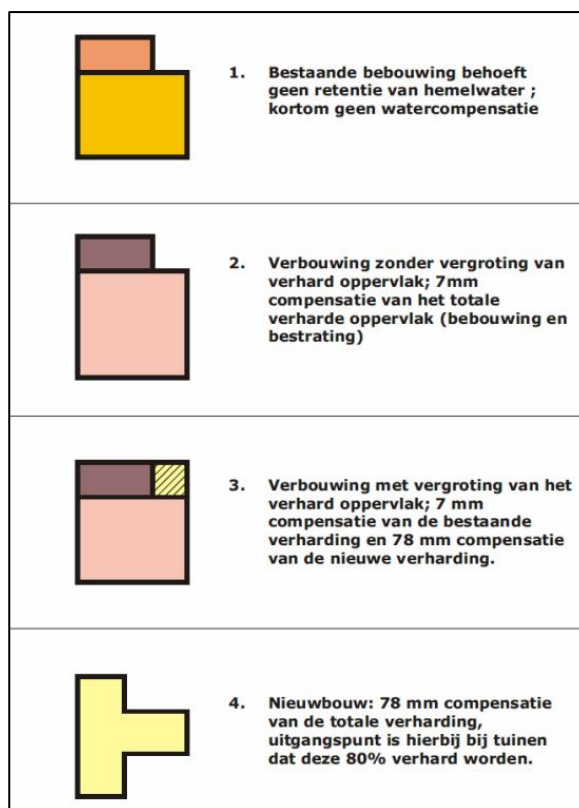 1. Bestaande bebouwing behoeft
geen retentie van hemelwater ;
kortom geen watercompensatie
2. Verbouwing zonder vergroting van
verhard oppervlak; 7mm
compensatie van het totale
verharde oppervlak (bebouwing en
bestrating)
3. Verbouwing met vergroting van het
verhard oppervlak; 7 mm
compensatie van de bestaande
verharding en 78 mm compensatie
van de nieuwe verharding.
4. Nieuwbouw: 78 mm compensatie
van de totale verharding,
uitgangspunt is hierbij bij tuinen
dat deze 80% verhard worden.